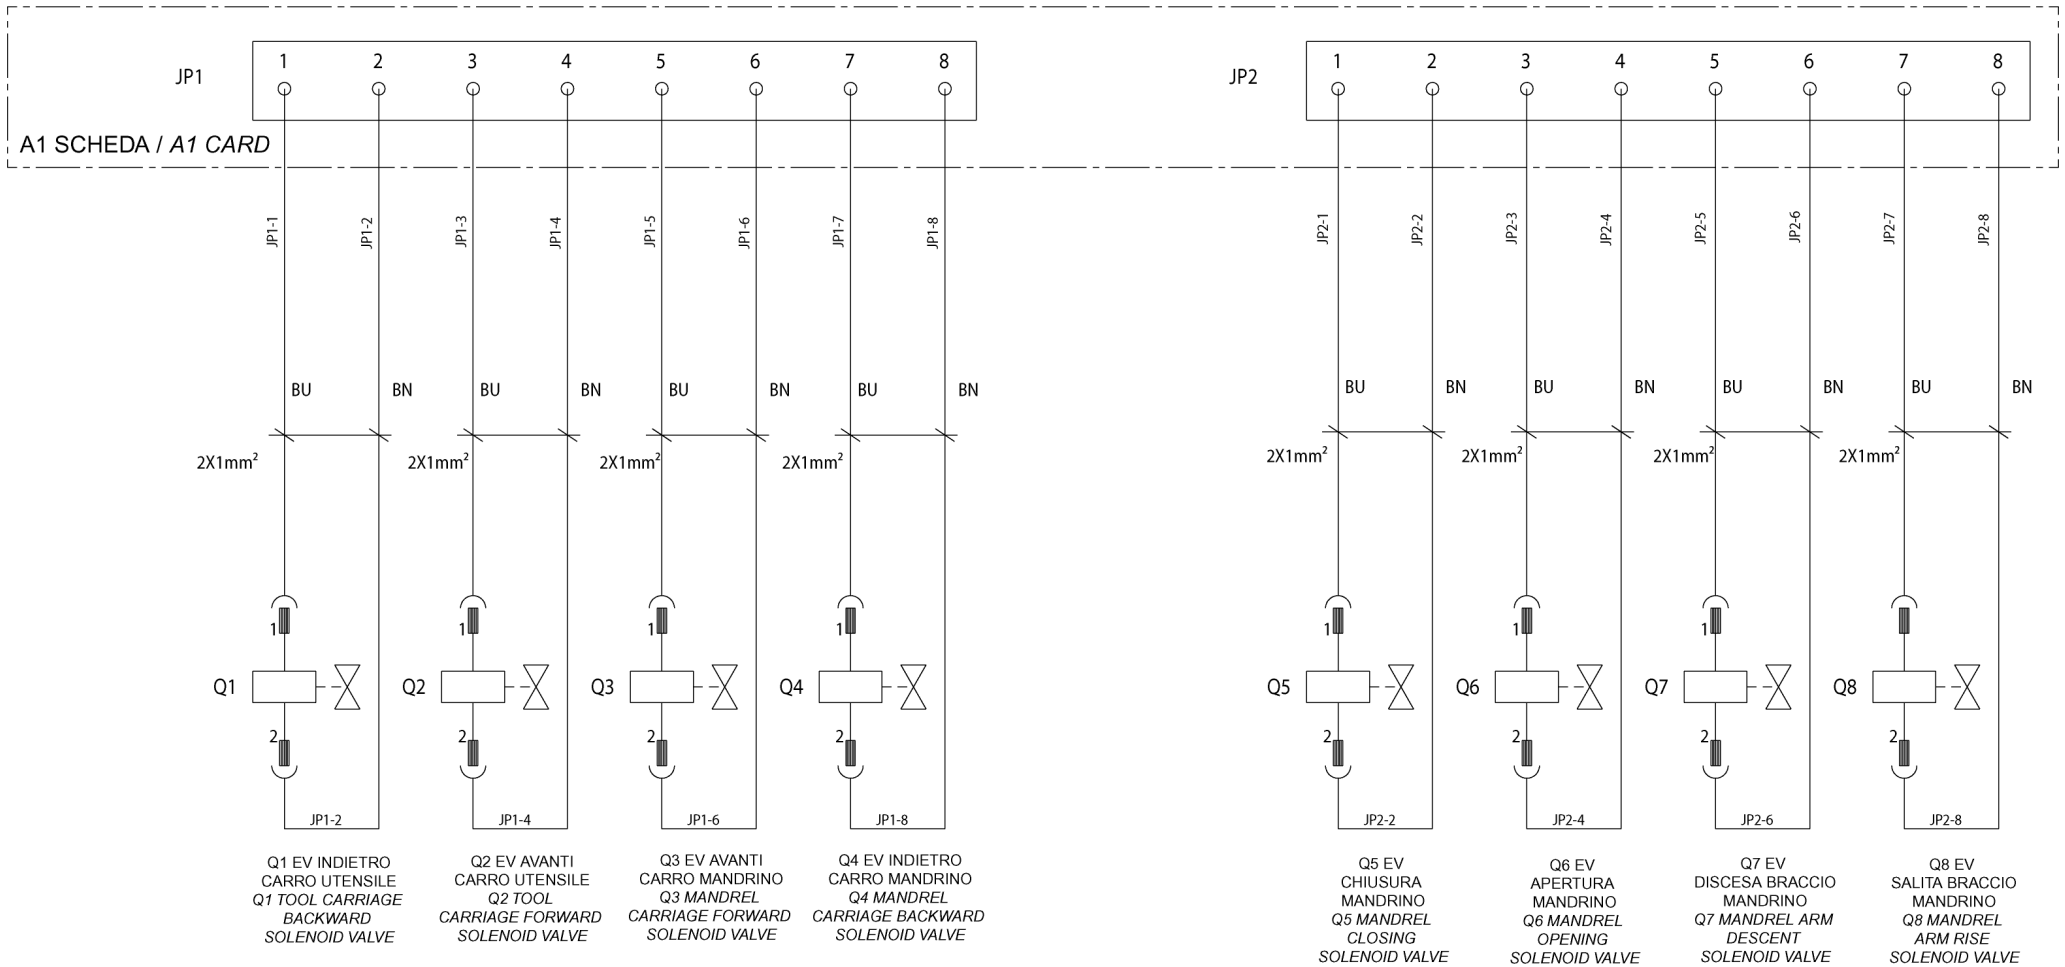 1 2 3 4 5 6 7 8
JP1
1 2 3 4 5 6 7 8
JP2
A1 SCHEDA / A1 CARD
JP1-1
JP1-2
JP1-3
JP1-4
JP1-5
JP1-6
JP1-7
JP1-8
JP2-1
JP2-2
JP2-3
JP2-4
JP2-5
JP2-6
JP2-7
JP2-8
BU BN BU BN BU BN BU BN
BU BN BU BN BU BN BU BN
2X1mm² 2X1mm² 2X1mm² 2X1mm²
2X1mm² 2X1mm² 2X1mm² 2X1mm²
1 1 1 1 1 1 1
Q1 Q2 Q3 Q4 Q5 Q6 Q7 Q8
2 2 2 2 2 2 2 2
JP1-2 JP1-4 JP1-6 JP1-8 JP2-2 JP2-4 JP2-6 JP2-8
Q1 EV INDIETRO
CARRO UTENSILE
Q1 TOOL CARRIAGE
BACKWARD
SOLENOID VALVE
Q2 EV AVANTI
CARRO UTENSILE
Q2 TOOL
CARRIAGE FORWARD
SOLENOID VALVE
Q3 EV AVANTI
CARRO MANDRINO
Q3 MANDREL
CARRIAGE FORWARD
SOLENOID VALVE
Q4 EV INDIETRO
CARRO MANDRINO
Q4 MANDREL
CARRIAGE BACKWARD
SOLENOID VALVE
Q5 EV
CHIUSURA
MANDRINO
Q5 MANDREL
CLOSING
SOLENOID VALVE
Q6 EV
APERTURA
MANDRINO
Q6 MANDREL
OPENING
SOLENOID VALVE
Q7 EV
DISCESA BRACCIO
MANDRINO
Q7 MANDREL ARM
DESCENT
SOLENOID VALVE
Q8 EV
SALITA BRACCIO
MANDRINO
Q8 MANDREL
ARM RISE
SOLENOID VALVE